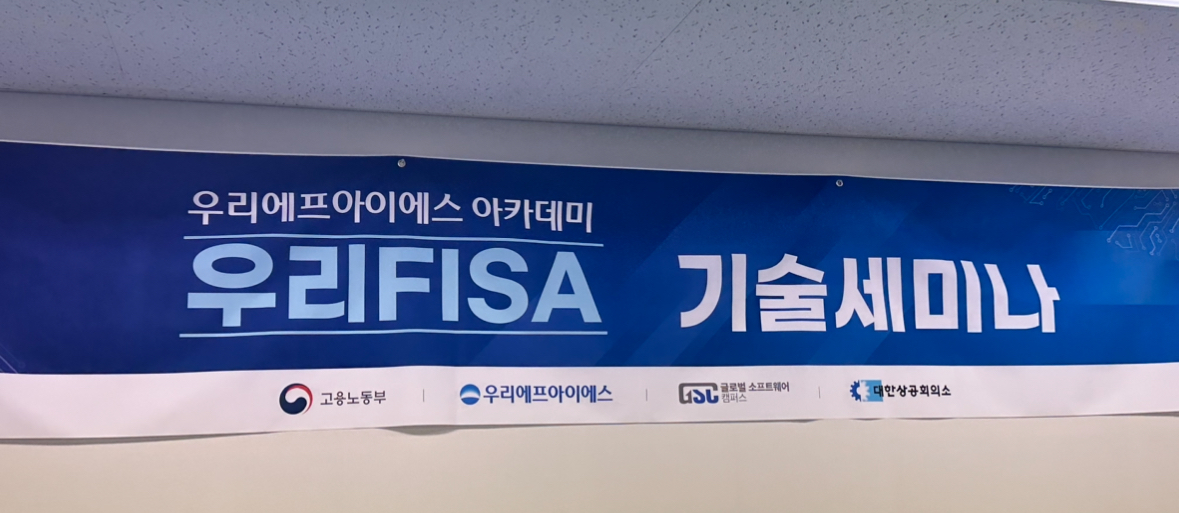 우리에프아이에스 아카데미
우리FISA 기술세미나
고용노동부
우리에프아이에스
GSC 글로벌 소프트웨어
캠퍼스
대한상공회의소